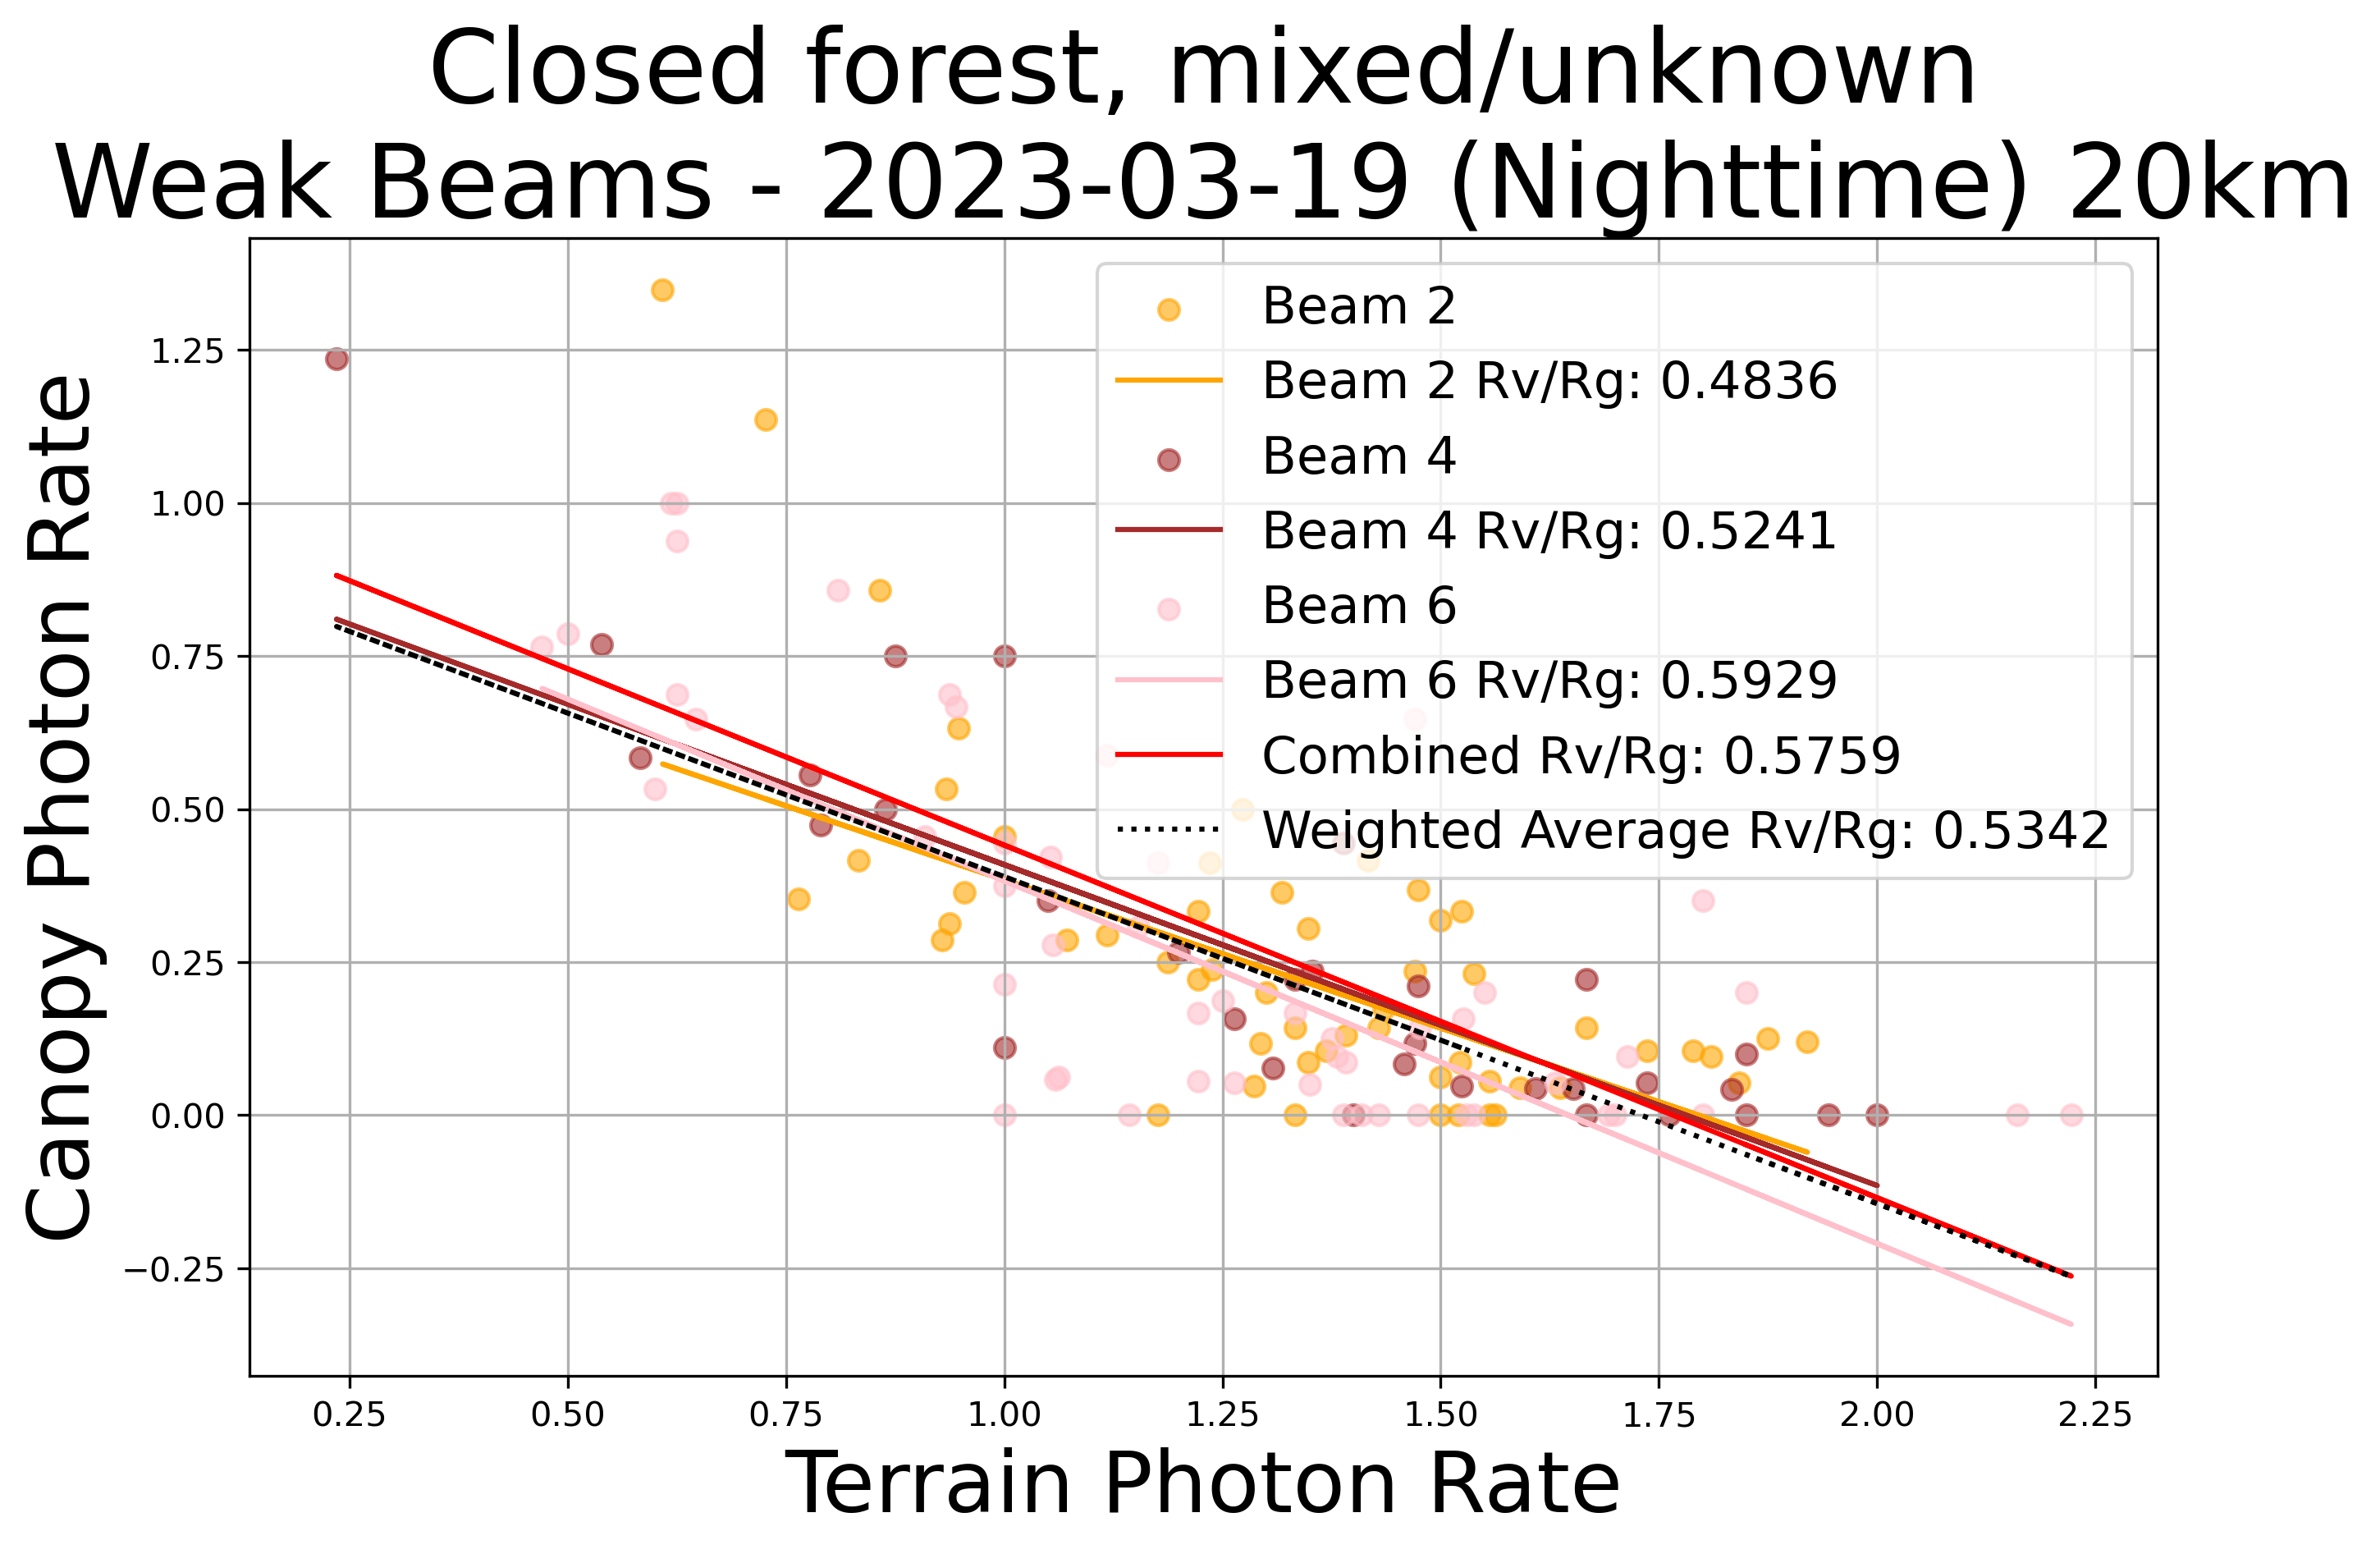 Closed forest, mixed/unknown
Weak Beams - 2023-03-19 (Nighttime) 20km
Beam 2
Beam 2 Rv/Rg: 0.4836
Beam 4
Beam 4 Rv/Rg: 0.5241
Beam 6
Beam 6 Rv/Rg: 0.5929
Combined Rv/Rg: 0.5759
Weighted Average Rv/Rg: 0.5342
Canopy Photon Rate
1.25
1.00
0.75
0.50
0.25
0.00
−0.25
0.25 0.50 0.75 1.00 1.25 1.50 1.75 2.00 2.25
Terrain Photon Rate